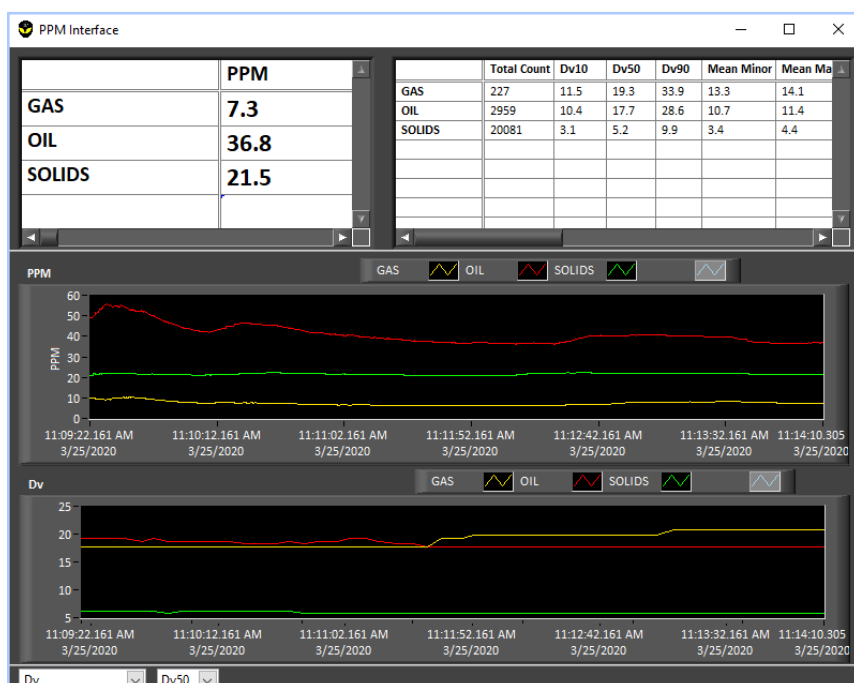 PPM Interface
PPM
GAS 7.3
OIL 36.8
SOLIDS 21.5
Total Count Dv10 Dv50 Dv90 Mean Minor Mean Ma
GAS 227 11.5 19.3 33.9 13.3 14.1
OIL 2959 10.4 17.7 28.6 10.7 11.4
SOLIDS 20081 3.1 5.2 9.9 3.4 4.4
PPM
GAS OIL SOLIDS
60
50
40
30
20
10
0
PPM
11:09:22.161 AM 11:10:12.161 AM 11:11:02.161 AM 11:11:52.161 AM 11:12:42.161 AM 11:13:32.161 AM 11:14:10.305
3/25/2020 3/25/2020 3/25/2020 3/25/2020 3/25/2020 3/25/2020 3/25/2020
Dv
GAS OIL SOLIDS
25
20
15
10
5
11:09:22.161 AM 11:10:12.161 AM 11:11:02.161 AM 11:11:52.161 AM 11:12:42.161 AM 11:13:32.161 AM 11:14:10.305
3/25/2020 3/25/2020 3/25/2020 3/25/2020 3/25/2020 3/25/2020 3/25/2020
Dv Dv50